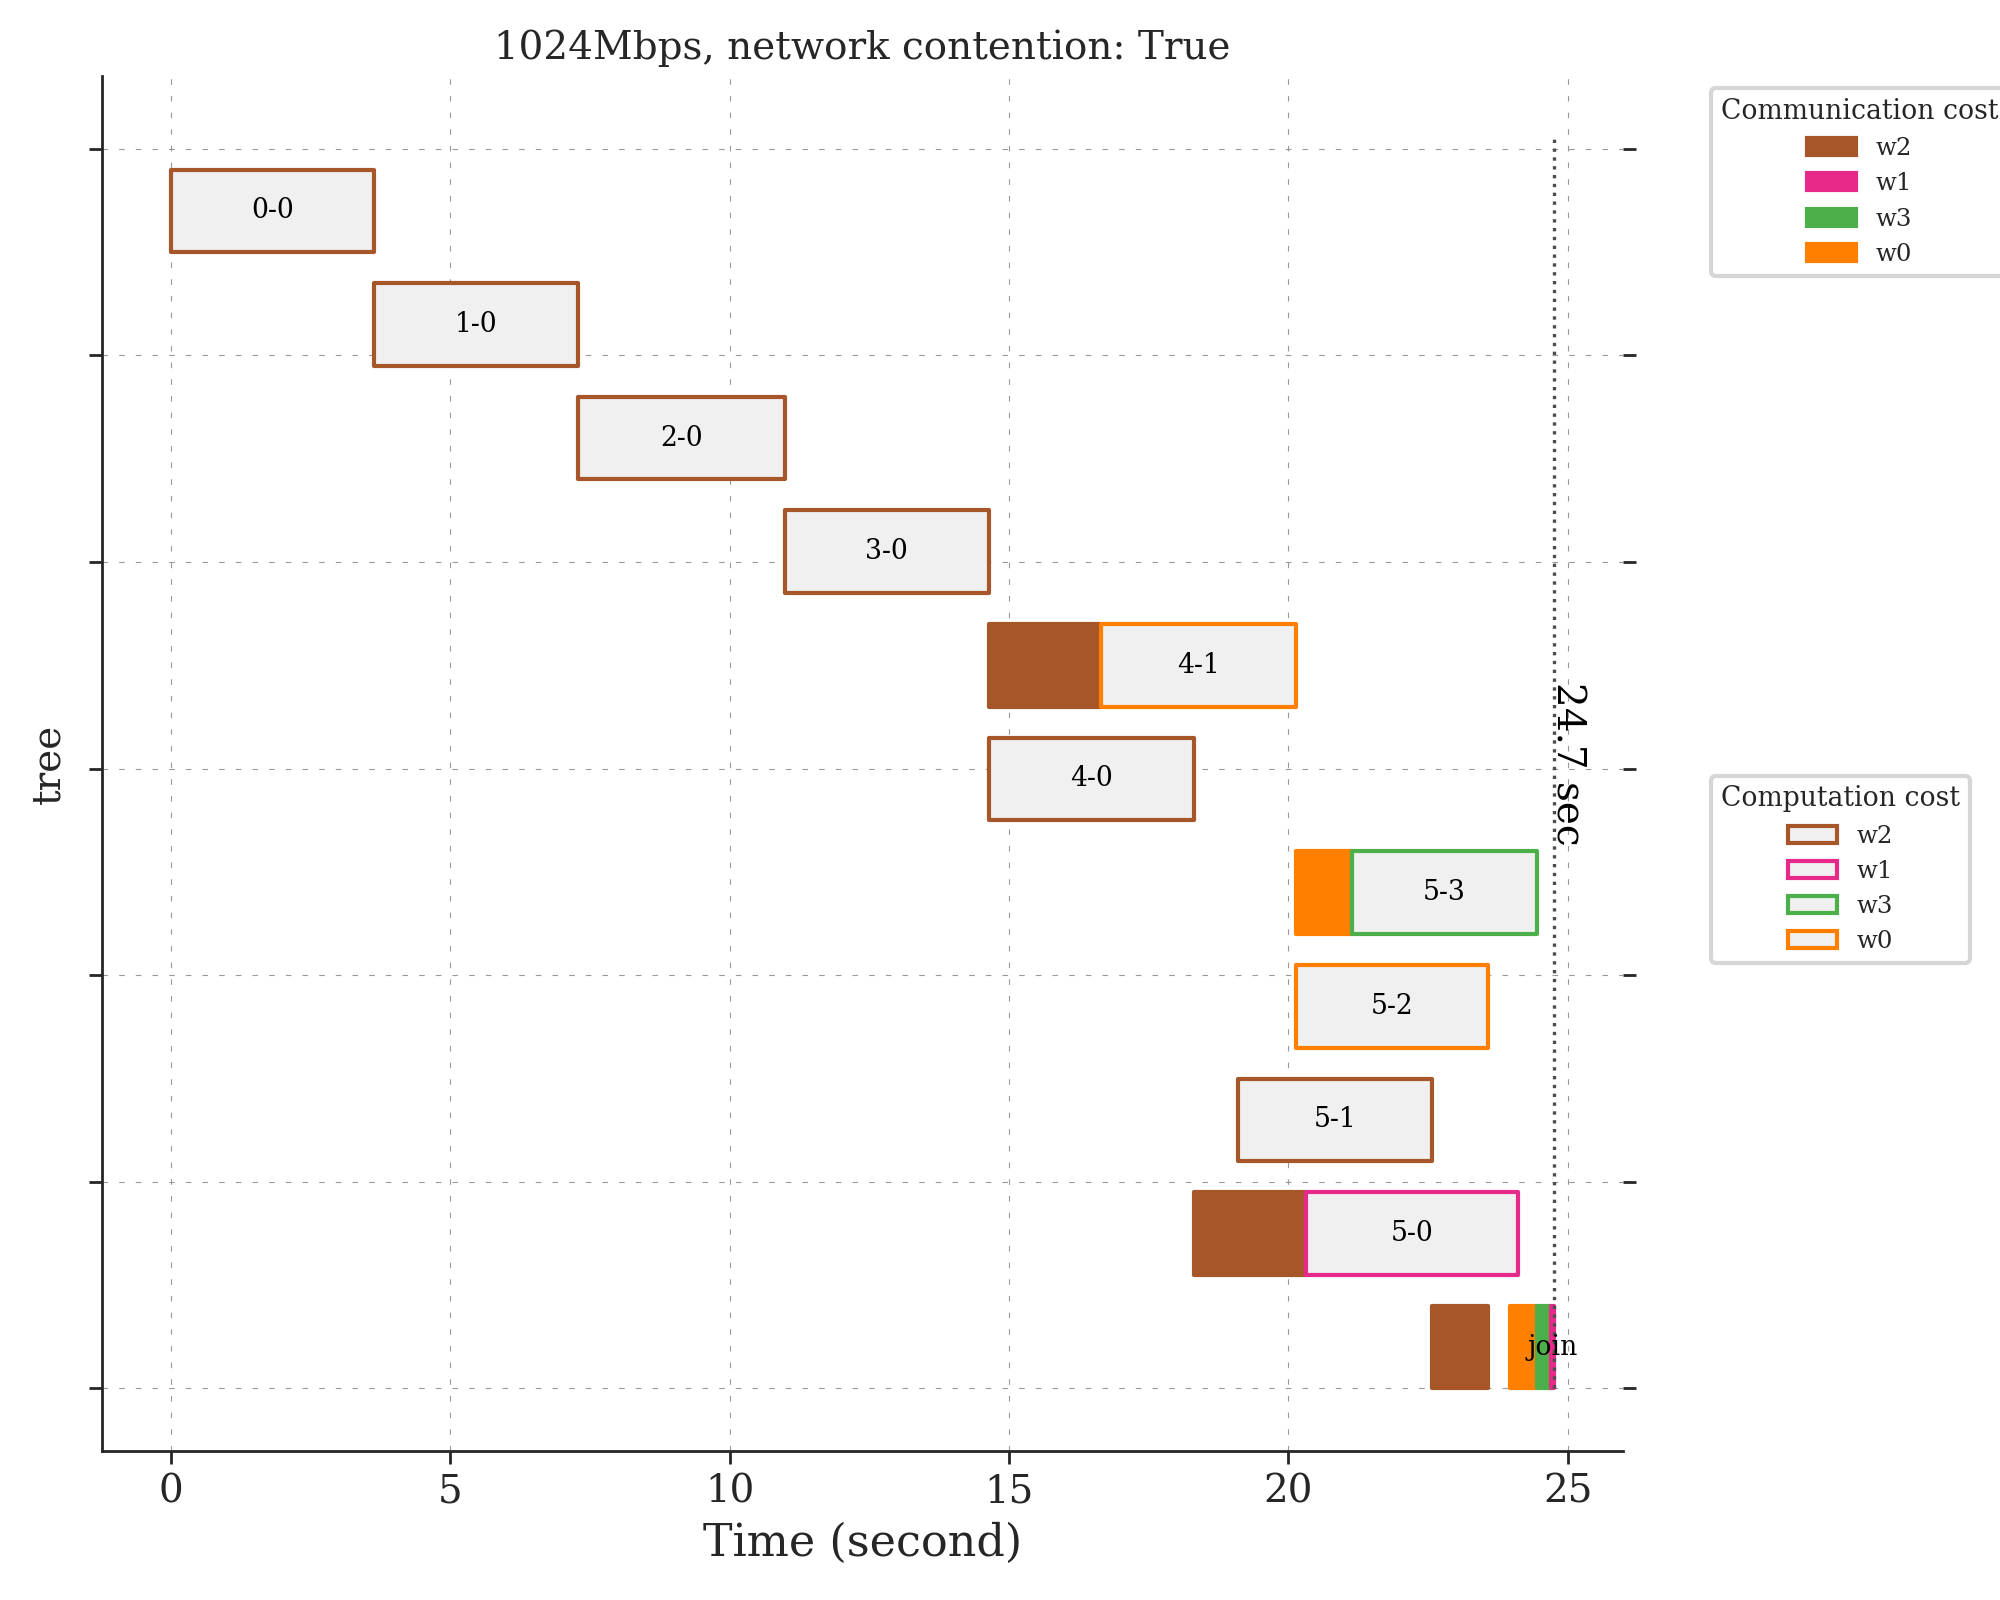 1024Mbps, network contention: True
Communication cost
w2
w1
w3
w0
0-0
1-0
2-0
3-0
4-1
4-0
24.7 sec
tree
Computation cost
w2
w1
w3
w0
5-3
5-2
5-1
5-0
join
0 5 10 15 20 25
Time (second)